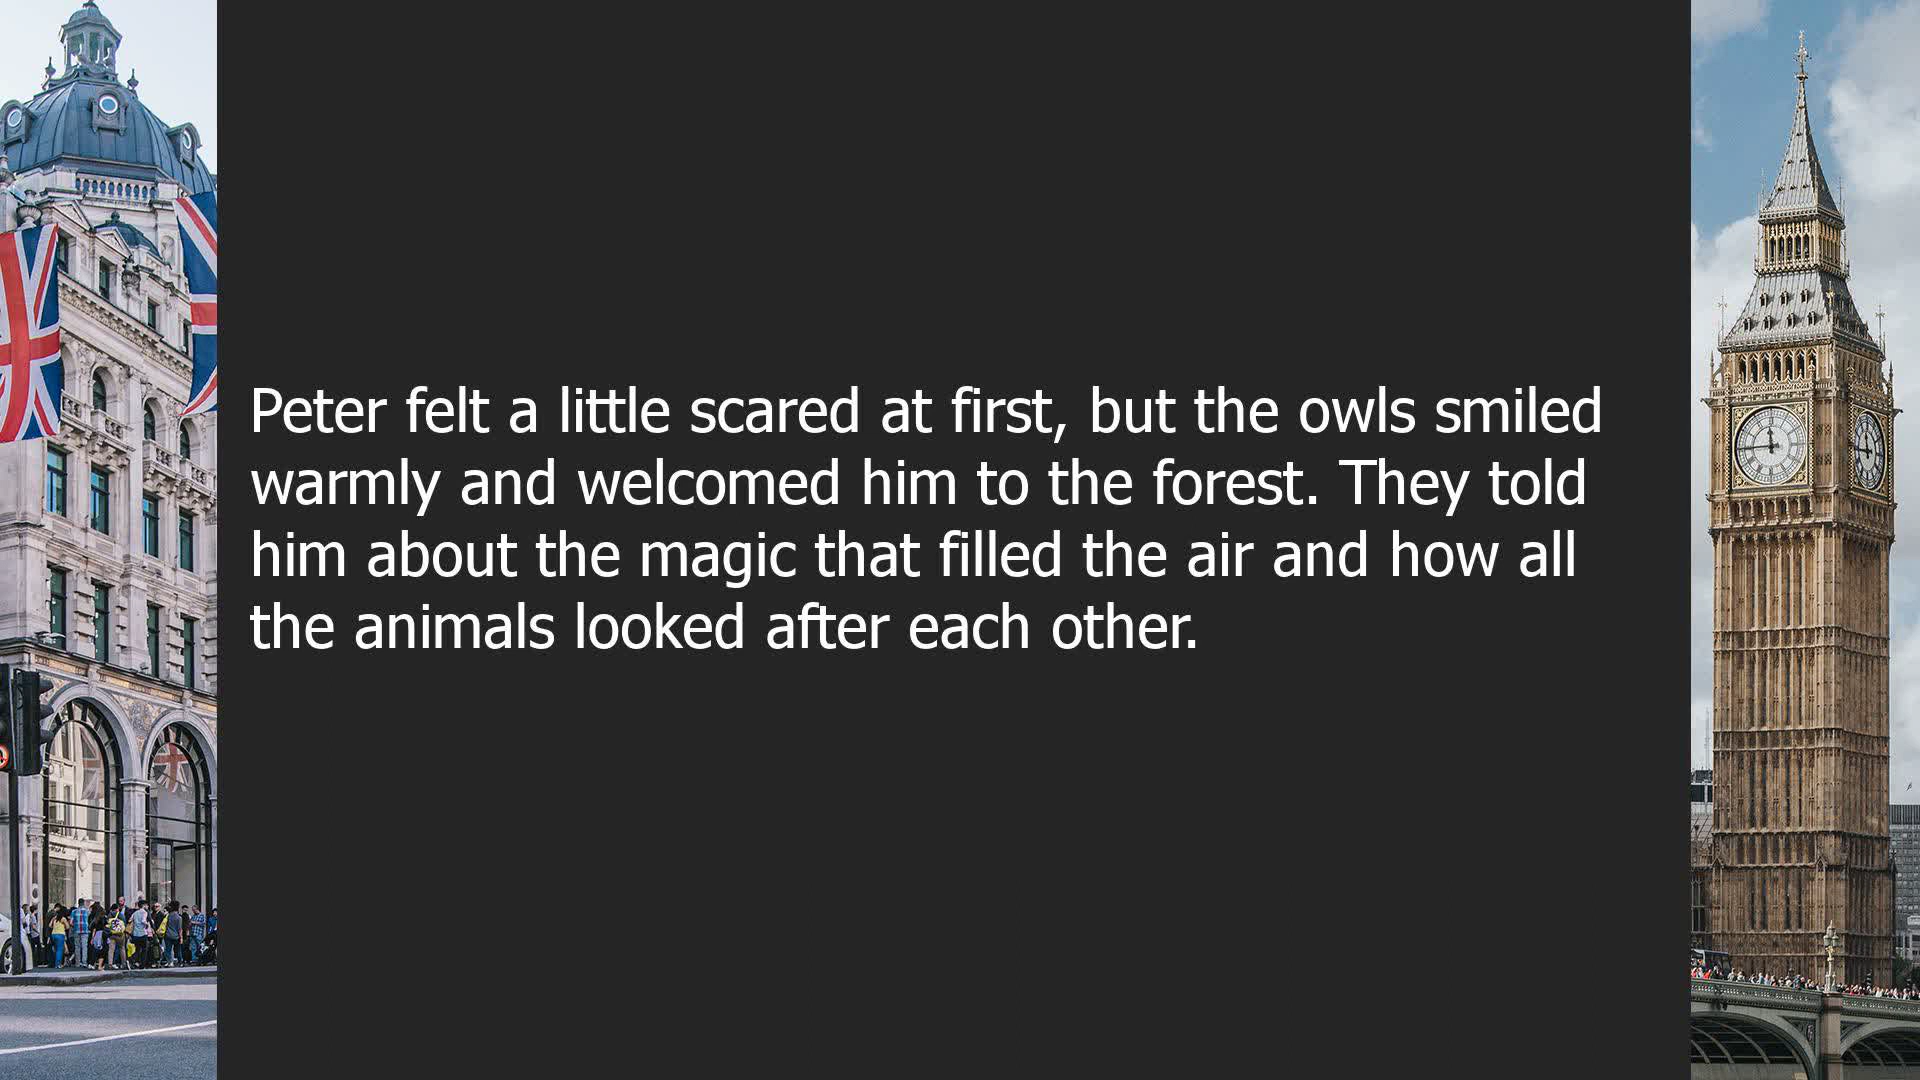 Peter felt a little scared at first, but the owls smiled
warmly and welcomed him to the forest. They told
him about the magic that filled the air and how all
the animals looked after each other.